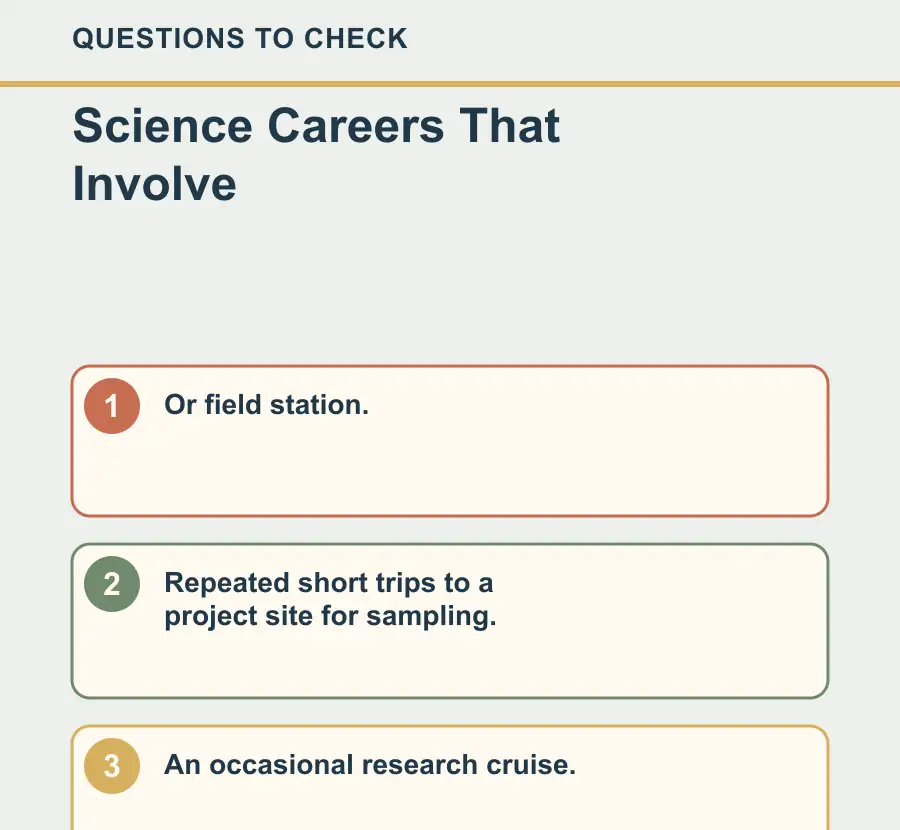 QUESTIONS TO CHECK
Science Careers That
Involve
1
Or field station.
2
Repeated short trips to a
project site for sampling.
3
An occasional research cruise.